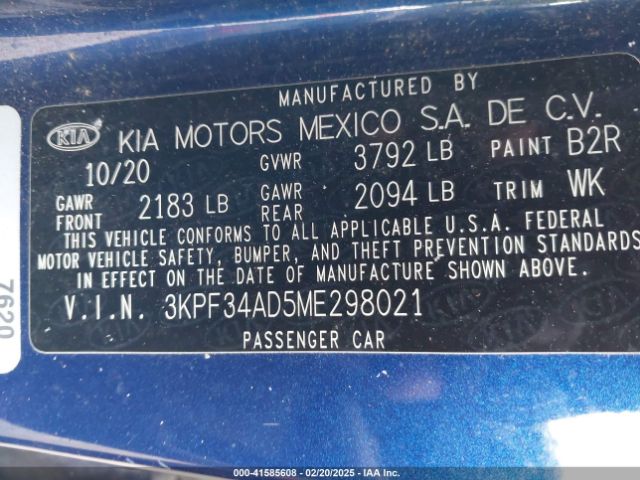 MANUFACTURED BY
KIA KIA MOTORS MEXICO S.A. DE C.V.
10/20 GVWR 3792 LB PAINT B2R
GAWR FRONT 2183 LB GAWR REAR 2094 LB TRIM WK
THIS VEHICLE CONFORMS TO ALL APPLICABLE U.S.A. FEDERAL
MOTOR VEHICLE SAFETY, BUMPER, AND THEFT PREVENTION STANDARDS
IN EFFECT ON THE DATE OF MANUFACTURE SHOWN ABOVE.
V.I.N. 3KPF34AD5ME298021
PASSENGER CAR
7620
000-41585608 - 02/20/2025 - IAA Inc.